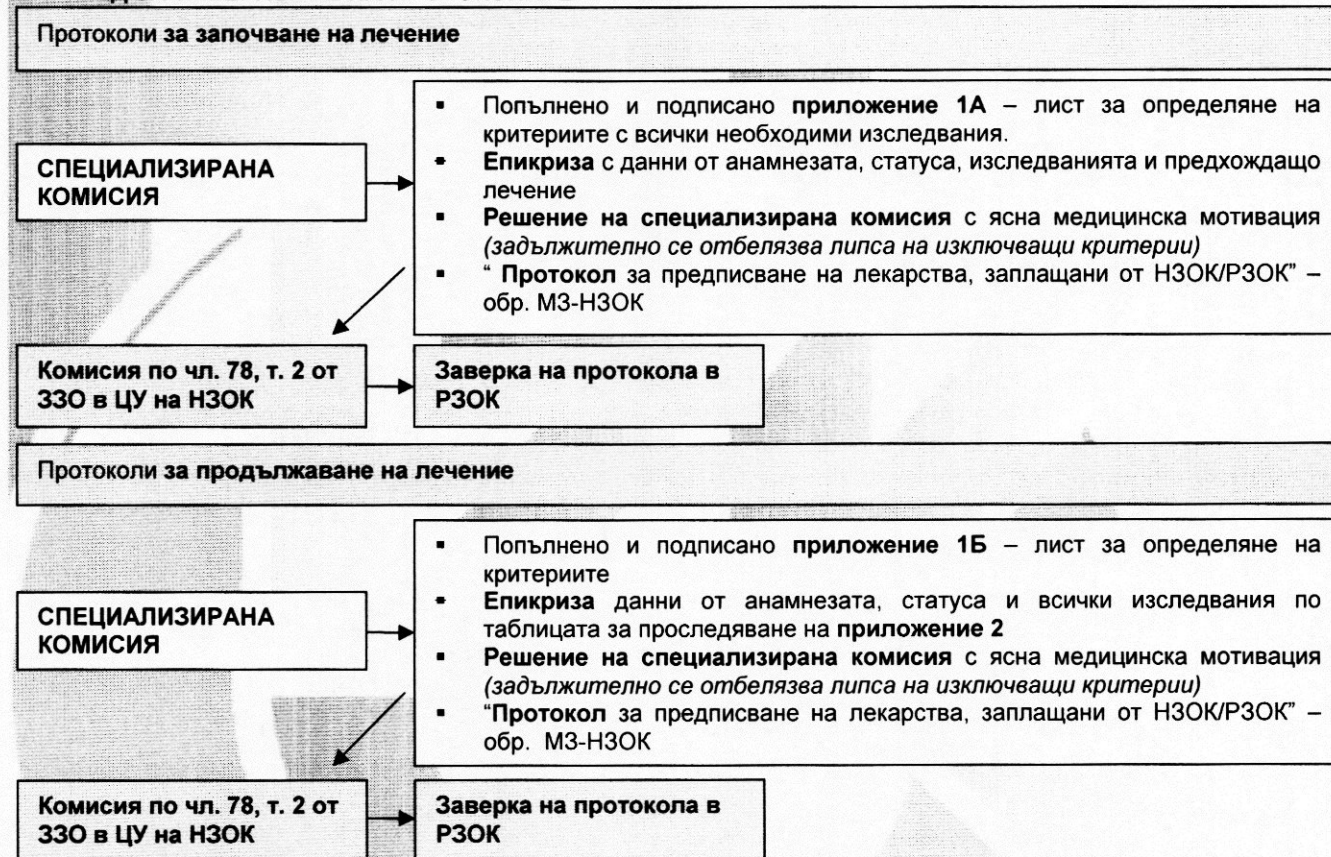 Протоколи за започване на лечение
СПЕЦИАЛИЗИРАНА
КОМИСИЯ
▪ Попълнено и подписано приложение 1А – лист за определяне на
критериите с всички необходими изследвания.
▪ Епикриза с данни от анамнезата, статуса, изследванията и предхождащо
лечение
▪ Решение на специализирана комисия с ясна медицинска мотивация
(задължително се отбелязва липса на изключващи критерии)
▪ “ Протокол за предписване на лекарства, заплащани от НЗОК/РЗОК” –
обр. МЗ-НЗОК
Комисия по чл. 78, т. 2 от
ЗЗО в ЦУ на НЗОК
Заверка на протокола в
РЗОК
Протоколи за продължаване на лечение
СПЕЦИАЛИЗИРАНА
КОМИСИЯ
▪ Попълнено и подписано приложение 1Б – лист за определяне на
критериите
▪ Епикриза данни от анамнезата, статуса и всички изследвания по
таблицата за проследяване на приложение 2
▪ Решение на специализирана комисия с ясна медицинска мотивация
(задължително се отбелязва липса на изключващи критерии)
▪ “Протокол за предписване на лекарства, заплащани от НЗОК/РЗОК” –
обр. МЗ-НЗОК
Комисия по чл. 78, т. 2 от
ЗЗО в ЦУ на НЗОК
Заверка на протокола в
РЗОК